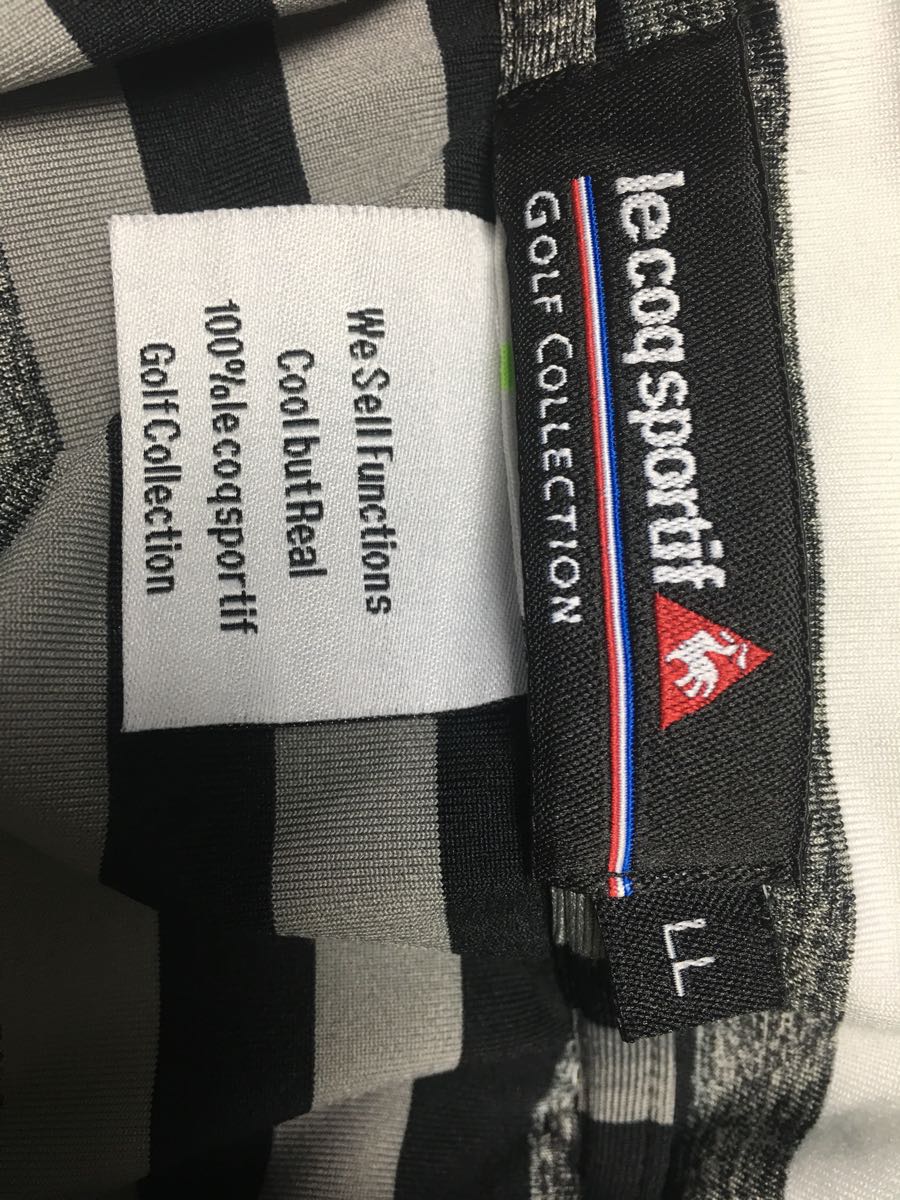 le coq sportif
GOLF COLLECTION
LL
We Sell Functions
Cool but Real
100% le coq sportif
Golf Collection